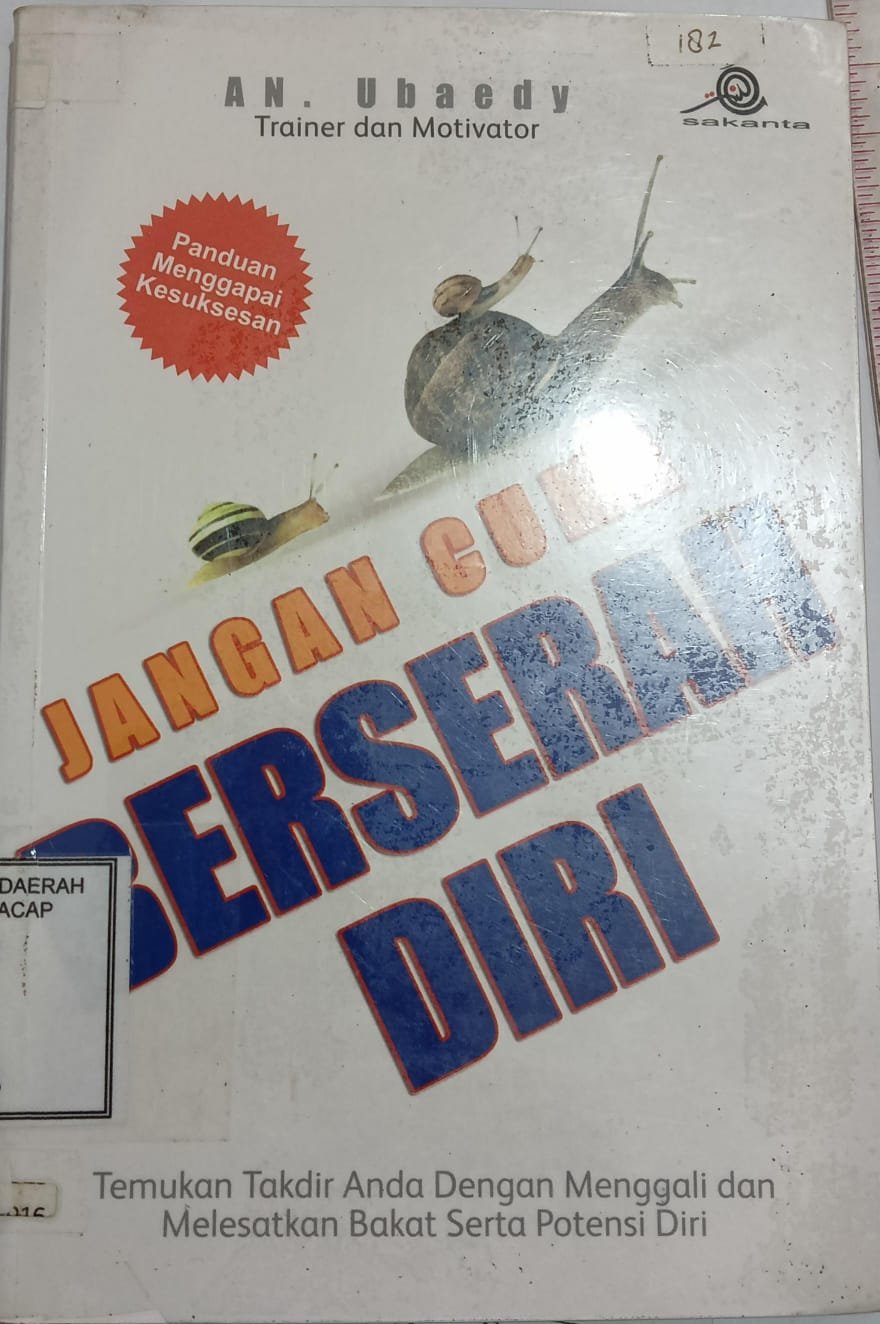 182
AN. Ubaedy
Trainer dan Motivator
sakanta
Panduan
Menggapai
Kesuksesan
JANGAN
BERSERAH
DIRI
DAERAH
ACAP
Temukan Takdir Anda Dengan Menggali dan
Melesatkan Bakat Serta Potensi Diri